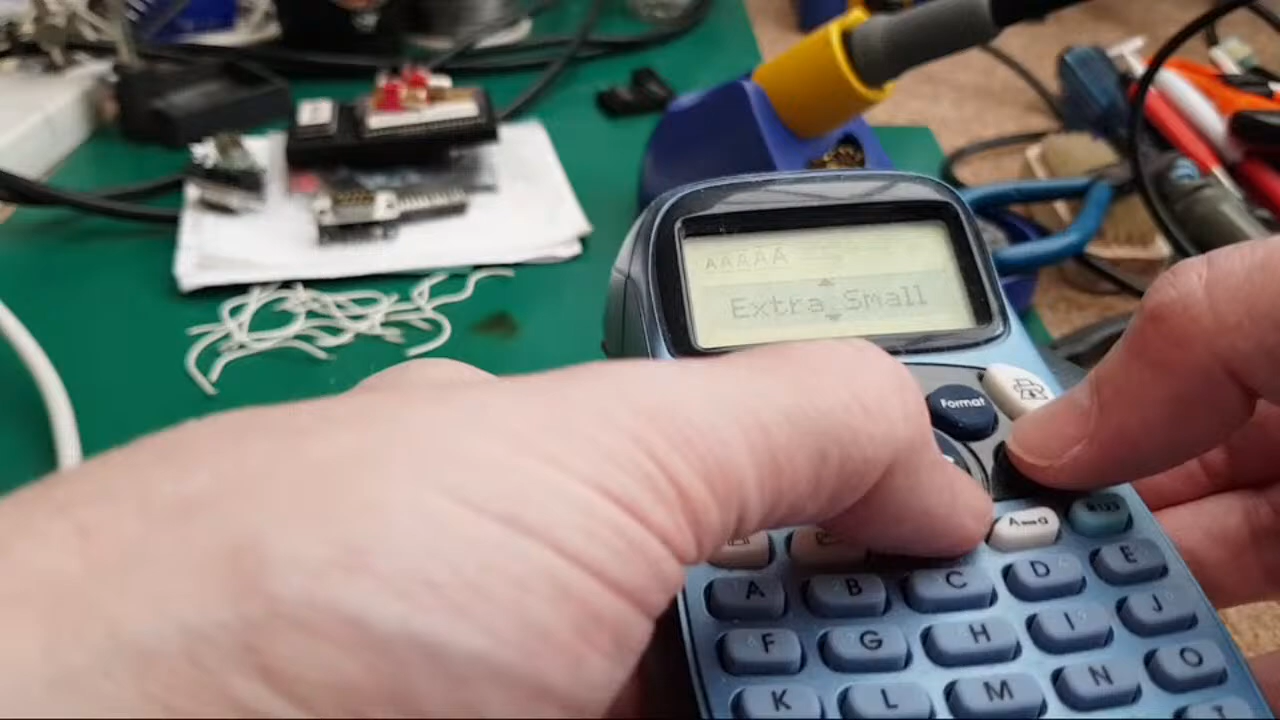 AAAAA
Extra Small
Format
A↔a
A B C D E
F G H I J
K L M N O